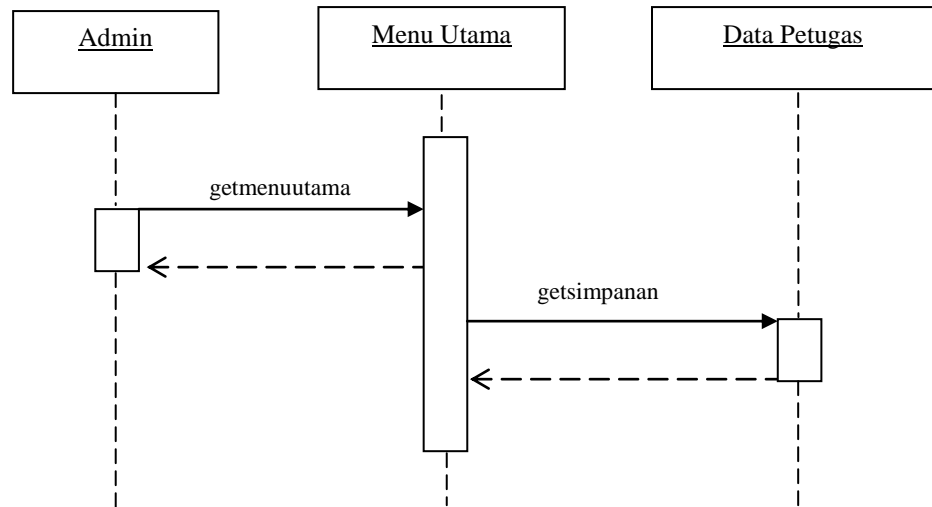 Admin
Menu Utama
Data Petugas
getmenuutama
getsimpanan